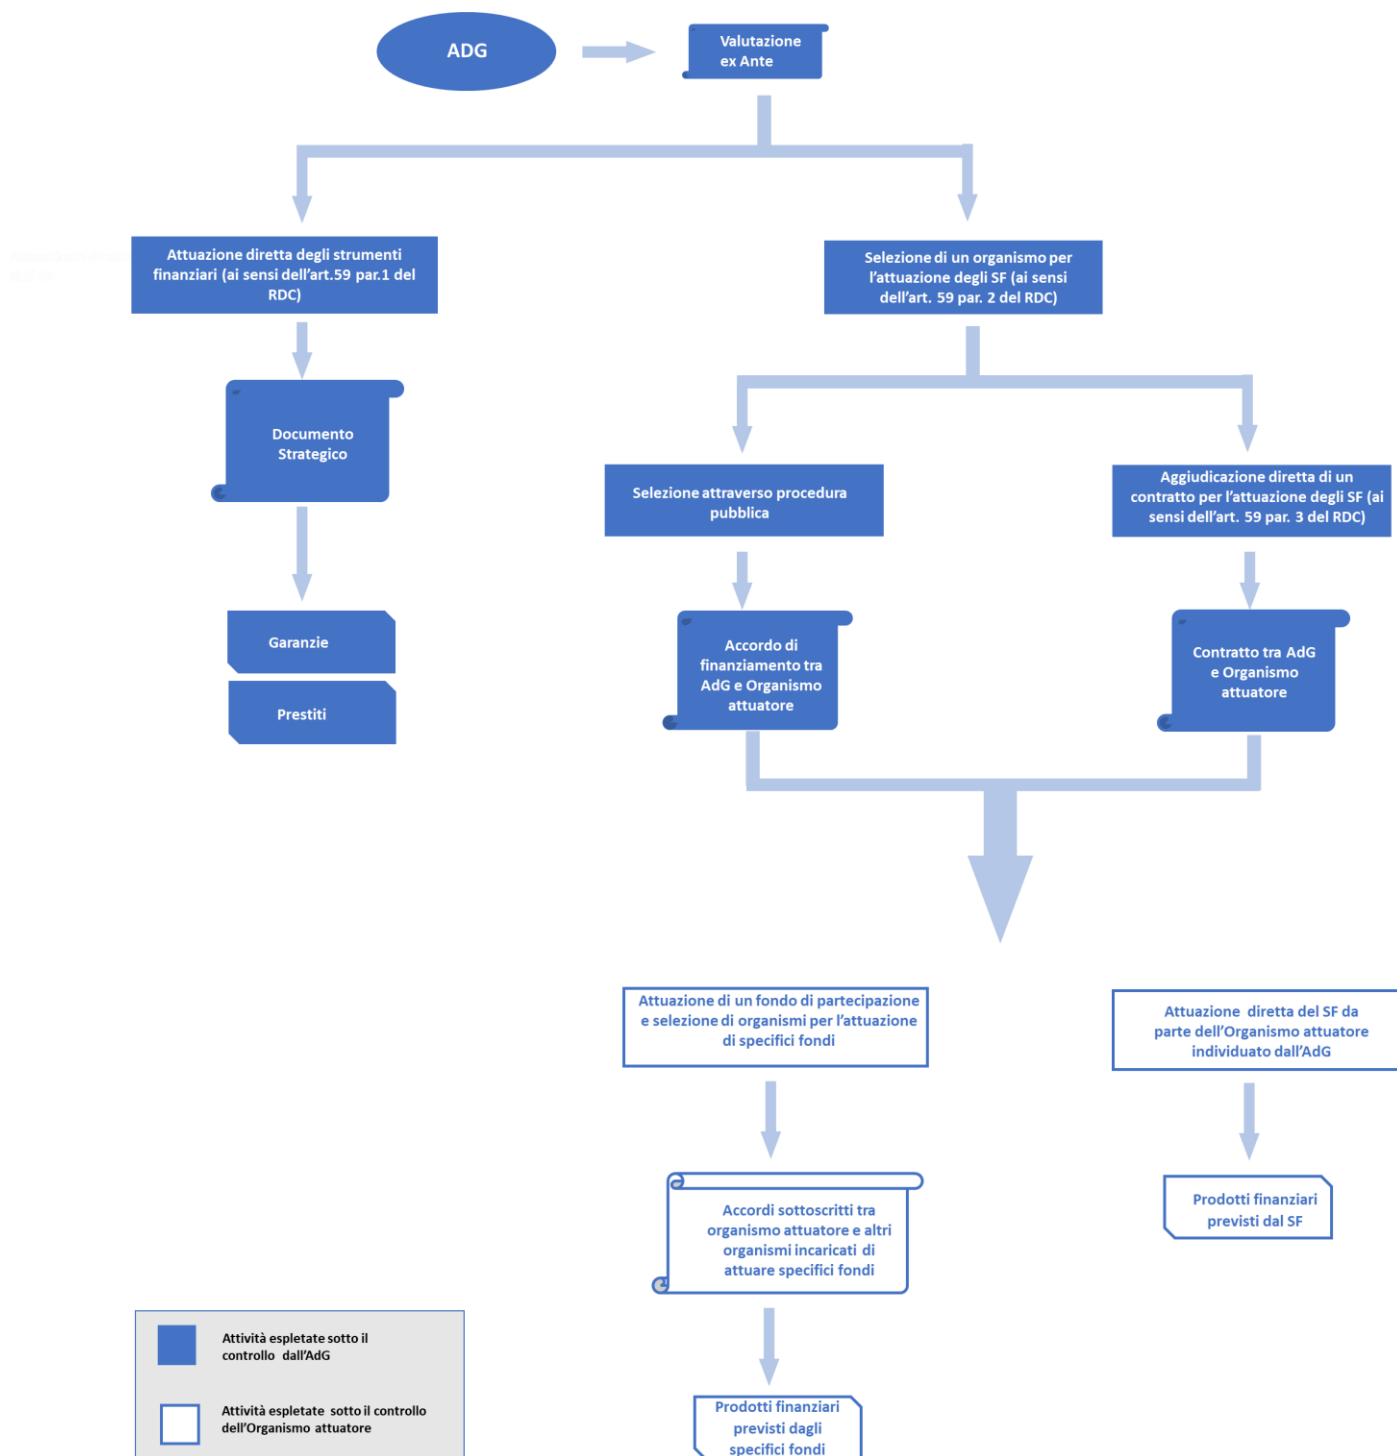 ADG
Valutazione
ex Ante
Attuazione diretta degli strumenti
finanziari (ai sensi dell'art.59 par.1 del
RDC)
Selezione di un organismo per
l'attuazione degli SF (ai sensi
dell'art. 59 par. 2 del RDC)
Documento
Strategico
Selezione attraverso procedura
pubblica
Aggiudicazione diretta di un
contratto per l'attuazione degli SF (ai
sensi dell'art. 59 par. 3 del RDC)
Garanzie
Prestiti
Accordo di
finanziamento tra
AdG e Organismo
attuatore
Contratto tra AdG
e Organismo
attuatore
Attuazione di un fondo di partecipazione
e selezione di organismi per l'attuazione
di specifici fondi
Attuazione diretta del SF da
parte dell'Organismo attuatore
individuato dall'AdG
Accordi sottoscritti tra
organismo attuatore e altri
organismi incaricati di
attuare specifici fondi
Prodotti finanziari
previsti dal SF
Attività espletate sotto il
controllo dall'AdG
Attività espletate sotto il controllo
dell'Organismo attuatore
Prodotti finanziari
previsti dagli
specifici fondi